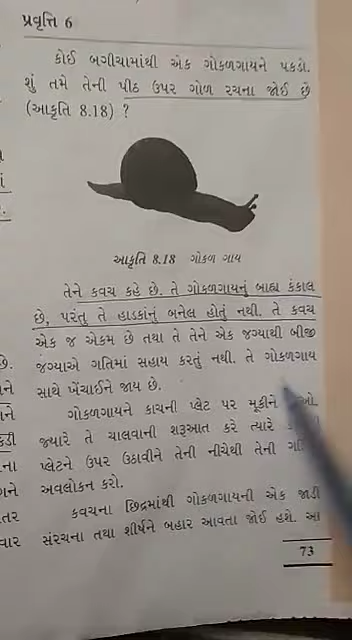 પ્રવૃત્તિ 6
કોઈ બગીચામાંથી એક ગોકળગાયને પકડો.
શું તમે તેની પીઠ ઉપર ગોળ રચના જોઈ છે
(આકૃતિ 8.18) ?
આકૃતિ 8.18 ગોકળ ગાય
તેને કવચ કહે છે. તે ગોકળગાયનું બાહ્ય કંકાલ
છે, પરંતુ તે હાડકાંનું બનેલ હોતું નથી. તે કવચ
એક જ એકમ છે તથા તે તેને એક જગ્યાથી બીજી
જગ્યાએ ગતિમાં સહાય કરતું નથી. તે ગોકળગાય
સાથે ખેંચાઈને જાય છે.
ગોકળગાયને કાચની પ્લેટ પર મૂકીને
જ્યારે તે ચાલવાની શરૂઆત કરે ત્યારે
પ્લેટને ઉપર ઉઠાવીને તેની નીચેથી તેની
અવલોકન કરો.
કવચના છિદ્રમાંથી ગોકળગાયની એક જાડી
સંરચના તથા શીર્ષને બહાર આવતા જોઈ હશે. આ
73